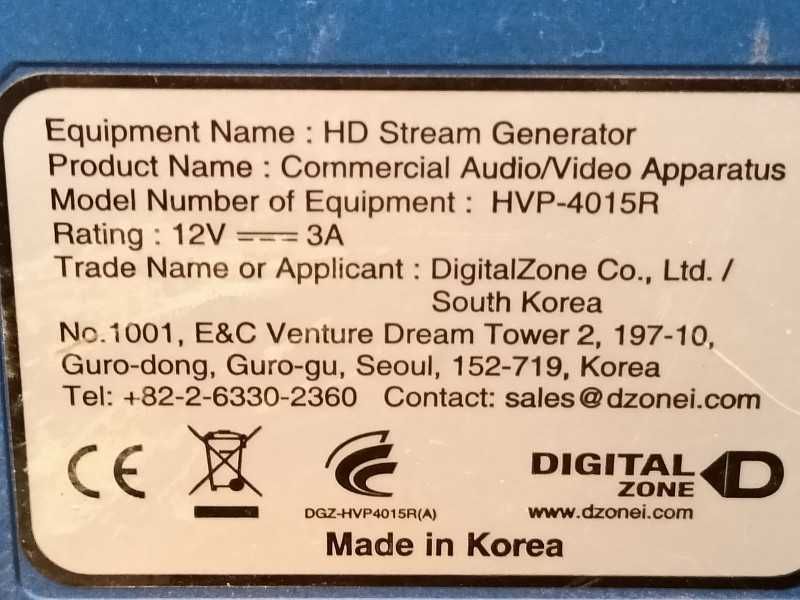 Equipment Name : HD Stream Generator
Product Name : Commercial Audio/Video Apparatus
Model Number of Equipment : HVP-4015R
Rating : 12V ⎓ 3A
Trade Name or Applicant : DigitalZone Co., Ltd. /
South Korea
No.1001, E&C Venture Dream Tower 2, 197-10,
Guro-dong, Guro-gu, Seoul, 152-719, Korea
Tel: +82-2-6330-2360 Contact: sales@dzonei.com
CE
DGZ-HVP4015R(A)
DIGITAL
ZONE
D
www.dzonei.com
Made in Korea